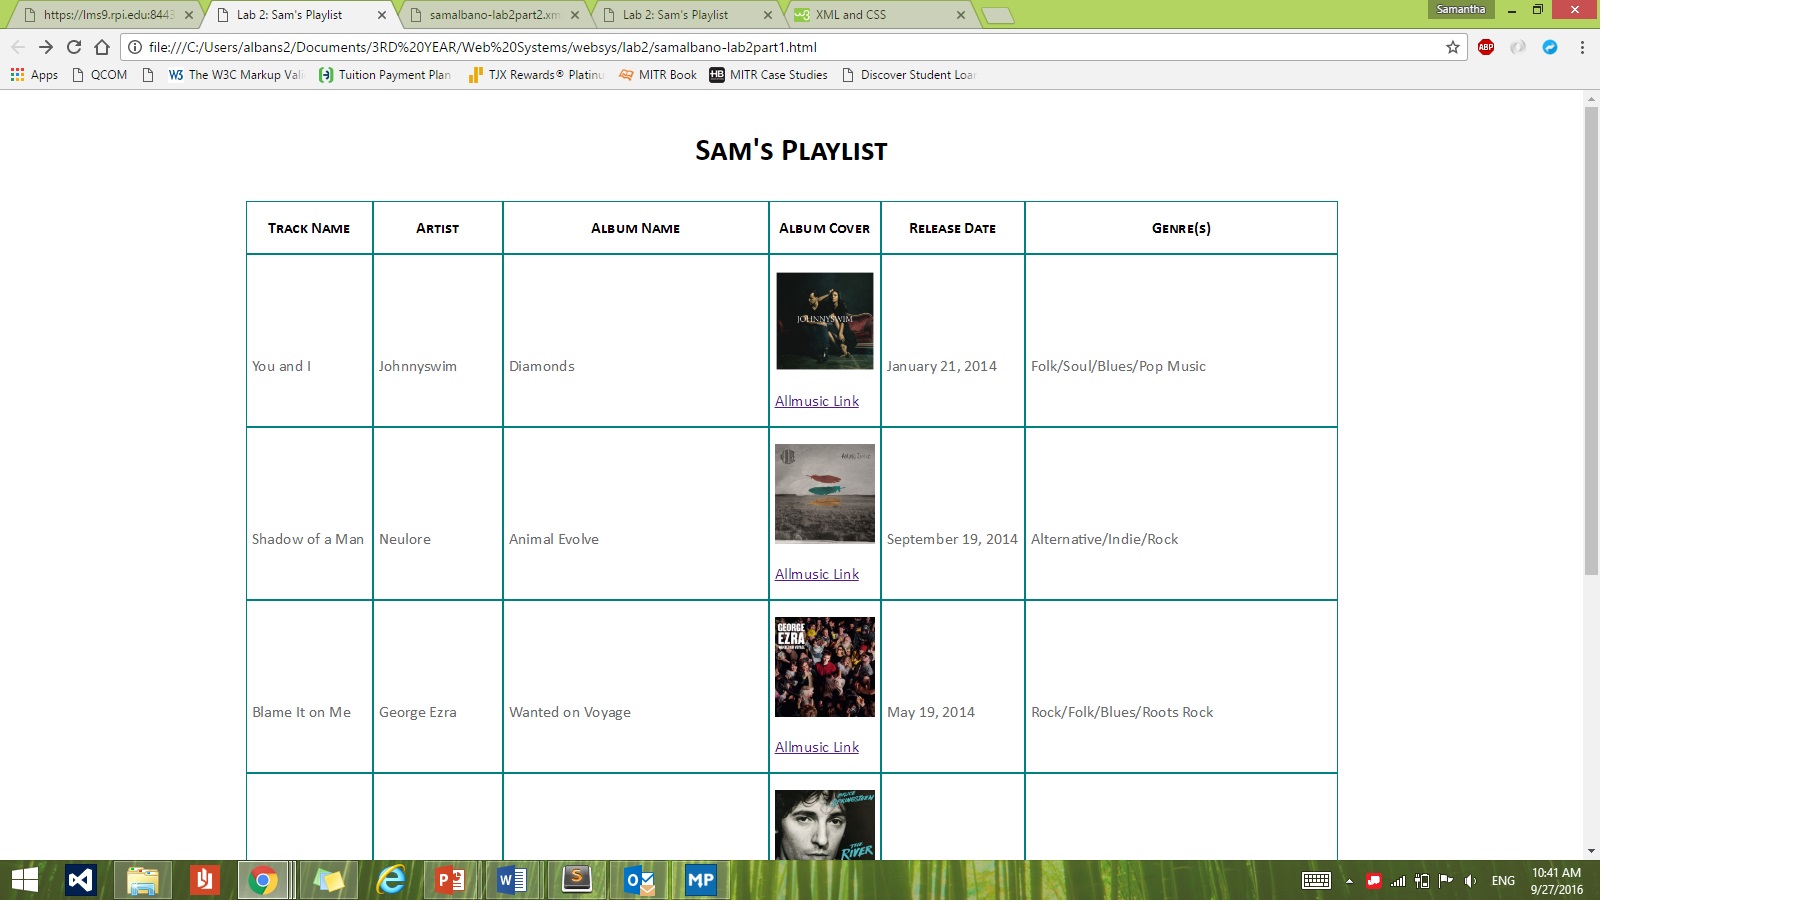 https://lms9.rpi.edu:8443
Lab 2: Sam's Playlist
samalbano-lab2part2.xm
Lab 2: Sam's Playlist
XML and CSS
Samantha
file:///C:/Users/albans2/Documents/3RD%20YEAR/Web%20Systems/websys/lab2/samalbano-lab2part1.html
ABP
Apps QCOM The W3C Markup Vali Tuition Payment Plan TJX Rewards® Platinu MITR Book HB MITR Case Studies Discover Student Loa
Sam's Playlist
Track Name Artist Album Name Album Cover Release Date Genre(s)
JOHNNYSWIM
You and I Johnnyswim Diamonds January 21, 2014 Folk/Soul/Blues/Pop Music
Allmusic Link
Shadow of a Man Neulore Animal Evolve September 19, 2014 Alternative/Indie/Rock
Allmusic Link
GEORGE
EZRA
Blame It on Me George Ezra Wanted on Voyage May 19, 2014 Rock/Folk/Blues/Roots Rock
Allmusic Link
BRUCE
SPRINGSTEEN
THE
RIVER
MP
ENG
10:41 AM
9/27/2016